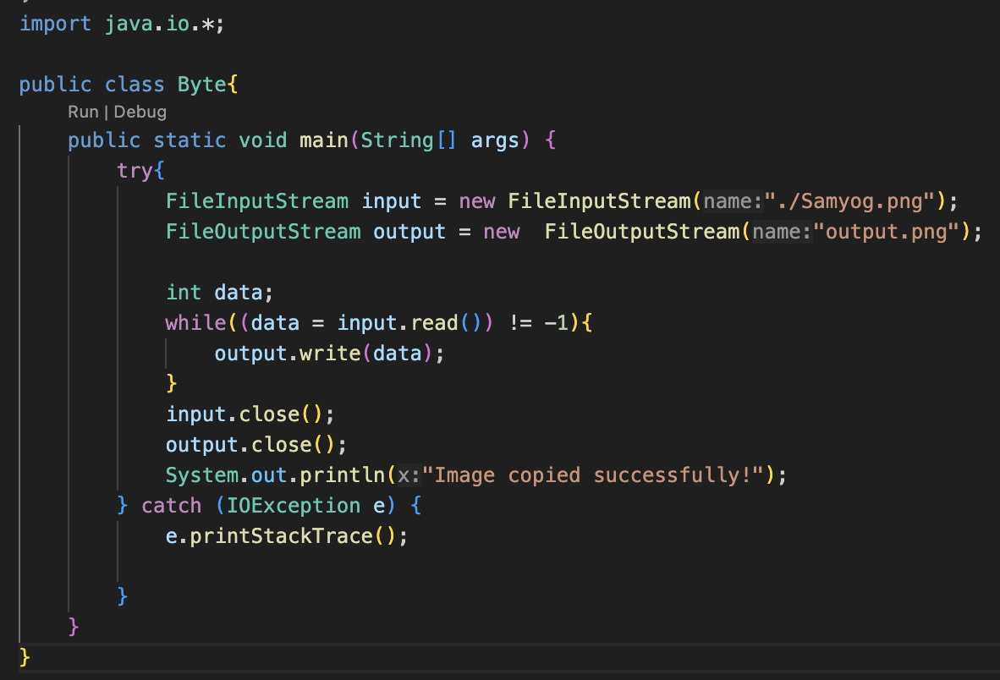 import java.io.*;
public class Byte{
Run | Debug
public static void main(String[] args) {
try{
FileInputStream input = new FileInputStream(name:"./Samyog.png");
FileOutputStream output = new  FileOutputStream(name:"output.png");
int data;
while((data = input.read()) != -1){
output.write(data);
}
input.close();
output.close();
System.out.println(x:"Image copied successfully!");
} catch (IOException e) {
e.printStackTrace();
}
}
}